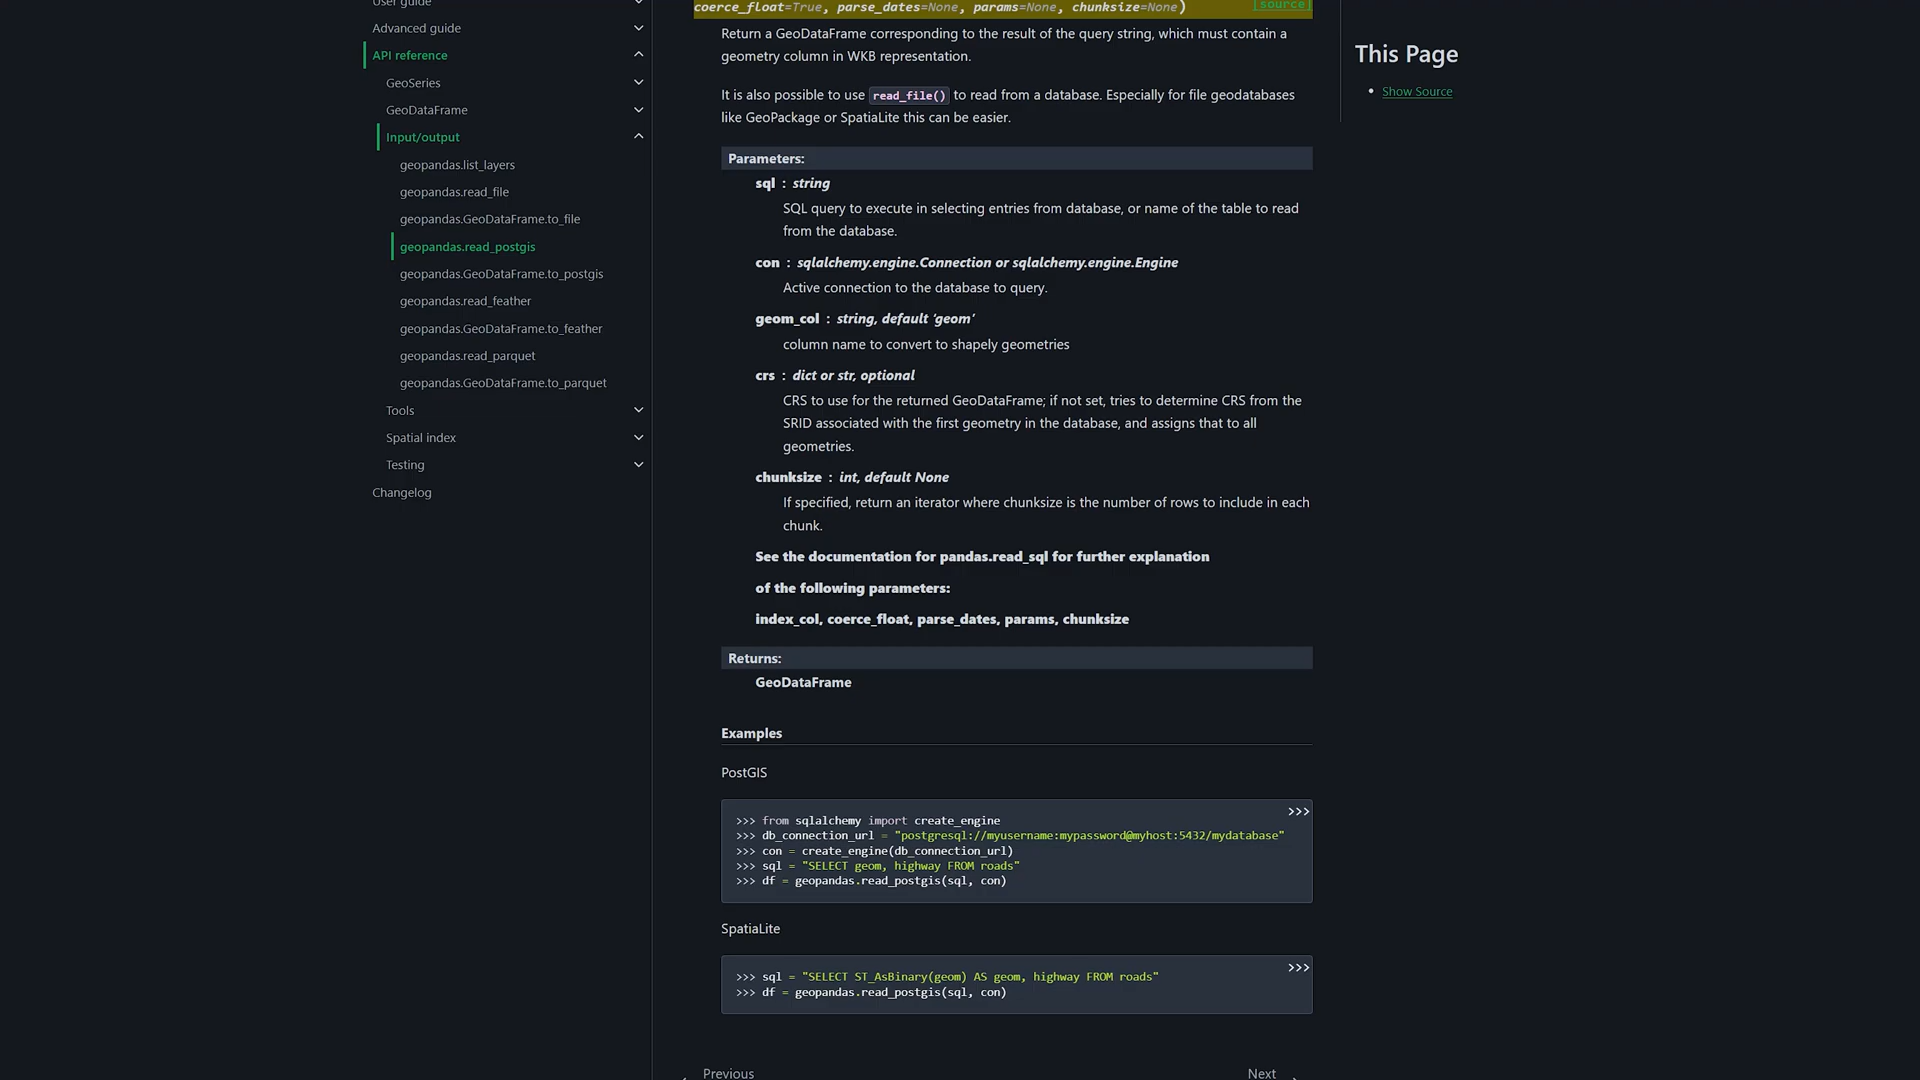 User guide
Advanced guide
API reference
GeoSeries
GeoDataFrame
Input/output
geopandas.list_layers
geopandas.read_file
geopandas.GeoDataFrame.to_file
geopandas.read_postgis
geopandas.GeoDataFrame.to_postgis
geopandas.read_feather
geopandas.GeoDataFrame.to_feather
geopandas.read_parquet
geopandas.GeoDataFrame.to_parquet
Tools
Spatial index
Testing
Changelog
coerce_float=True, parse_dates=None, params=None, chunksize=None)
[source]
Return a GeoDataFrame corresponding to the result of the query string, which must contain a
geometry column in WKB representation.
It is also possible to use read_file() to read from a database. Especially for file geodatabases
like GeoPackage or SpatiaLite this can be easier.
Parameters:
sql : string
SQL query to execute in selecting entries from database, or name of the table to read
from the database.
con : sqlalchemy.engine.Connection or sqlalchemy.engine.Engine
Active connection to the database to query.
geom_col : string, default ‘geom’
column name to convert to shapely geometries
crs : dict or str, optional
CRS to use for the returned GeoDataFrame; if not set, tries to determine CRS from the
SRID associated with the first geometry in the database, and assigns that to all
geometries.
chunksize : int, default None
If specified, return an iterator where chunksize is the number of rows to include in each
chunk.
See the documentation for pandas.read_sql for further explanation
of the following parameters:
index_col, coerce_float, parse_dates, params, chunksize
Returns:
GeoDataFrame
Examples
PostGIS
>>>
>>> from sqlalchemy import create_engine
>>> db_connection_url = "postgresql://myusername:mypassword@myhost:5432/mydatabase"
>>> con = create_engine(db_connection_url)
>>> sql = "SELECT geom, highway FROM roads"
>>> df = geopandas.read_postgis(sql, con)
SpatiaLite
>>>
>>> sql = "SELECT ST_AsBinary(geom) AS geom, highway FROM roads"
>>> df = geopandas.read_postgis(sql, con)
Previous
Next
This Page
Show Source